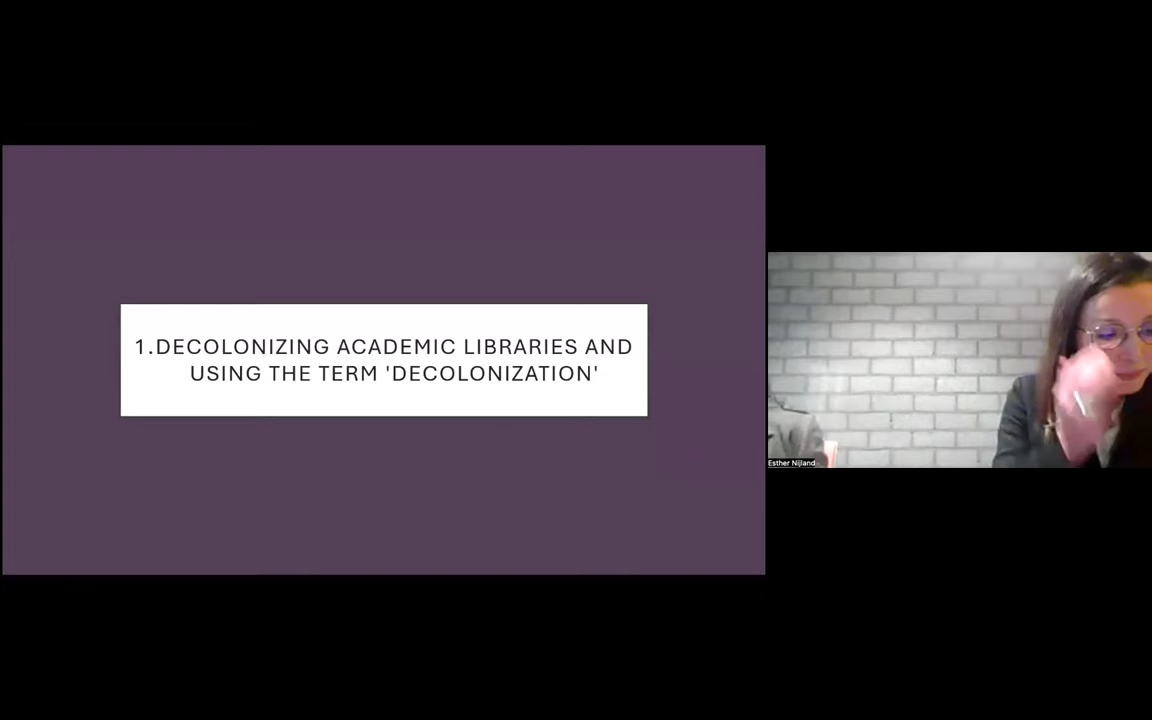 1.DECOLONIZING ACADEMIC LIBRARIES AND
USING THE TERM 'DECOLONIZATION'
Esther Nijland